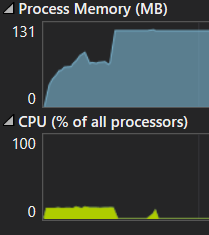 Process Memory (MB)
131
0
CPU (% of all processors)
100
0